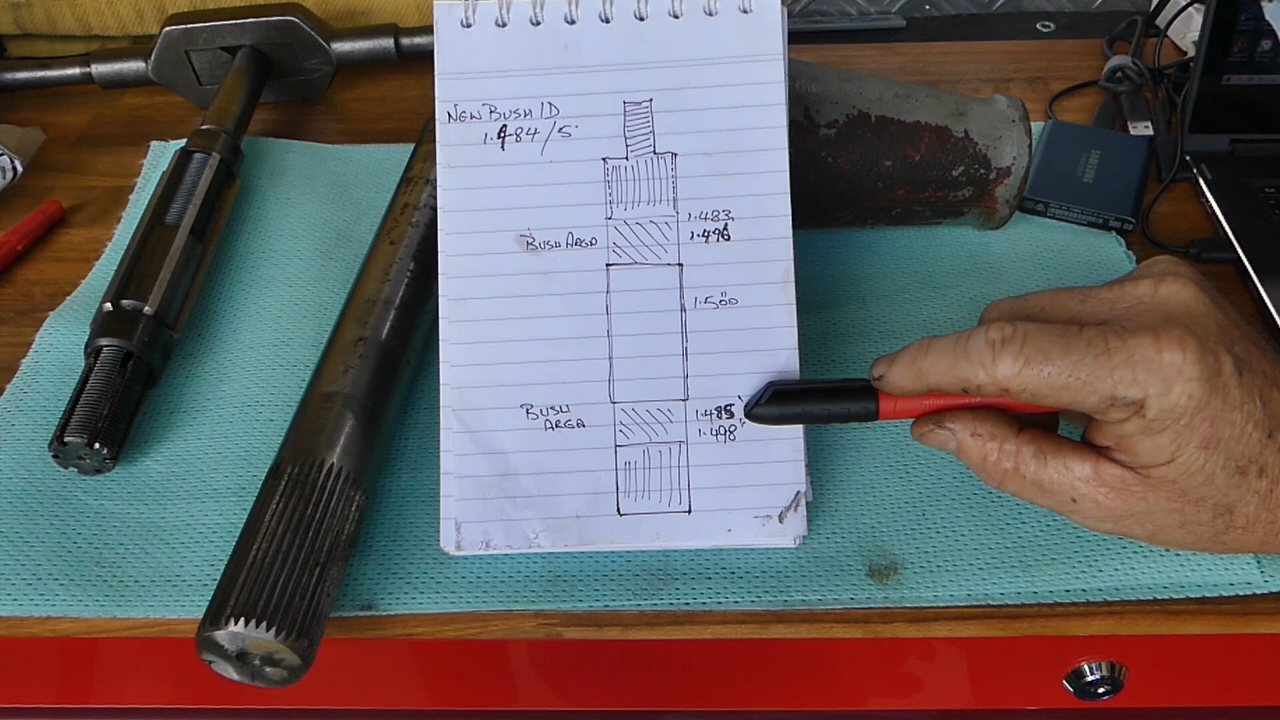 NEW BUSH ID
1.484/5"
1.483
1.496
BUSH AREA
1.500"
BUSH
AREA
1.485"
1.498"
SAMSUNG